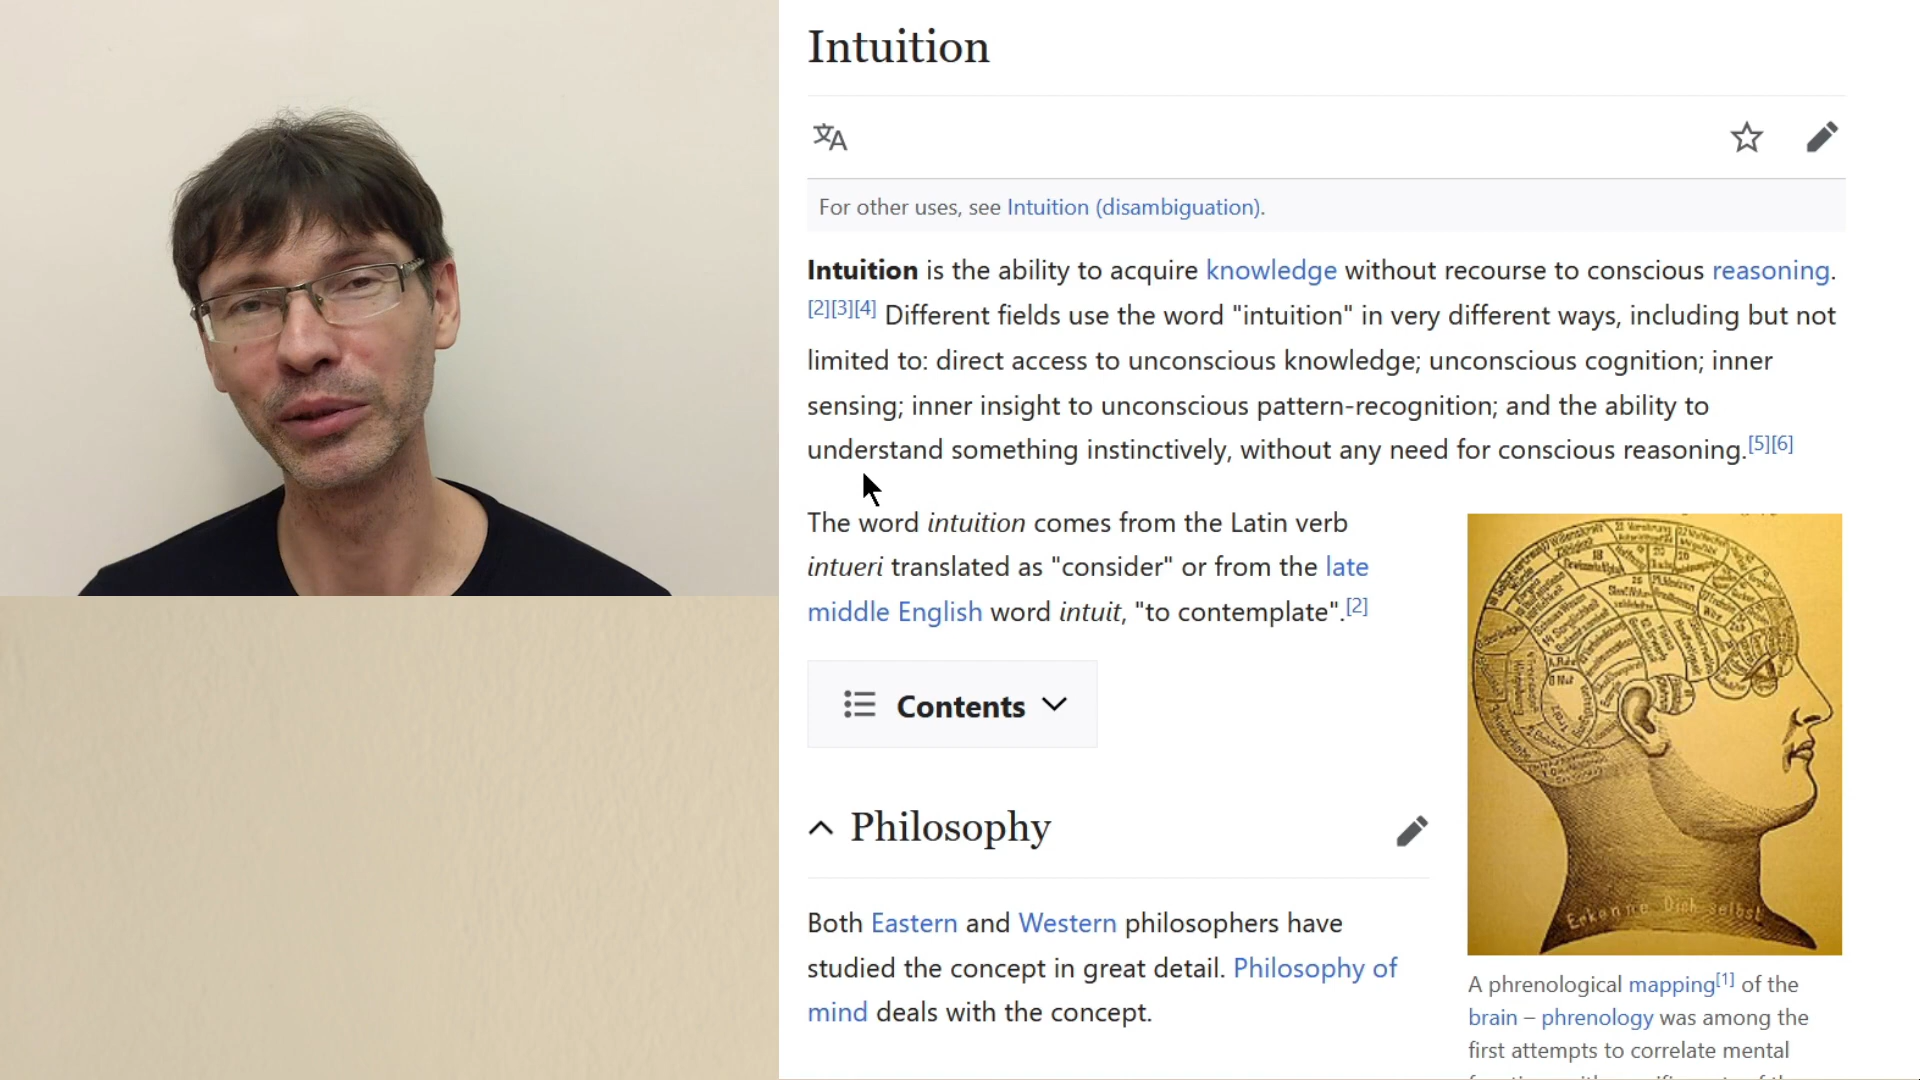 Intuition
For other uses, see Intuition (disambiguation).
Intuition is the ability to acquire knowledge without recourse to conscious reasoning.
[2][3][4] Different fields use the word "intuition" in very different ways, including but not
limited to: direct access to unconscious knowledge; unconscious cognition; inner
sensing; inner insight to unconscious pattern-recognition; and the ability to
understand something instinctively, without any need for conscious reasoning.[5][6]
The word intuition comes from the Latin verb
intueri translated as "consider" or from the late
middle English word intuit, "to contemplate".[2]
Contents
Philosophy
Both Eastern and Western philosophers have
studied the concept in great detail. Philosophy of
mind deals with the concept.
Erkenne Dich selbst
A phrenological mapping[1] of the
brain – phrenology was among the
first attempts to correlate mental